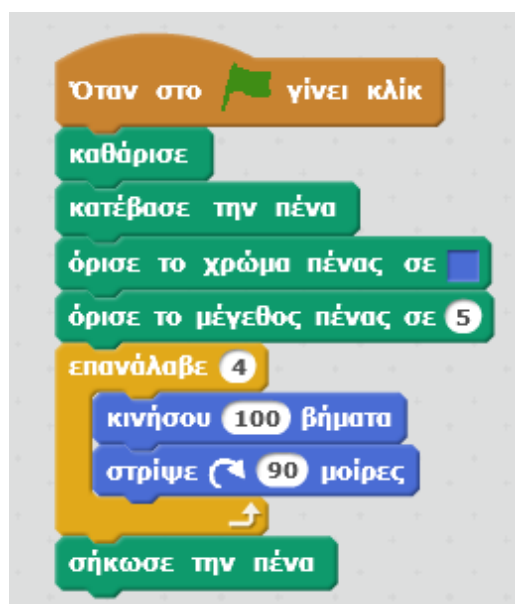 Όταν στο γίνει κλίκ
καθάρισε
κατέβασε την πένα
όρισε το χρώμα πένας σε
όρισε το μέγεθος πένας σε 5
επανάλαβε 4
κινήσου 100 βήματα
στρίψε 90 μοίρες
σήκωσε την πένα